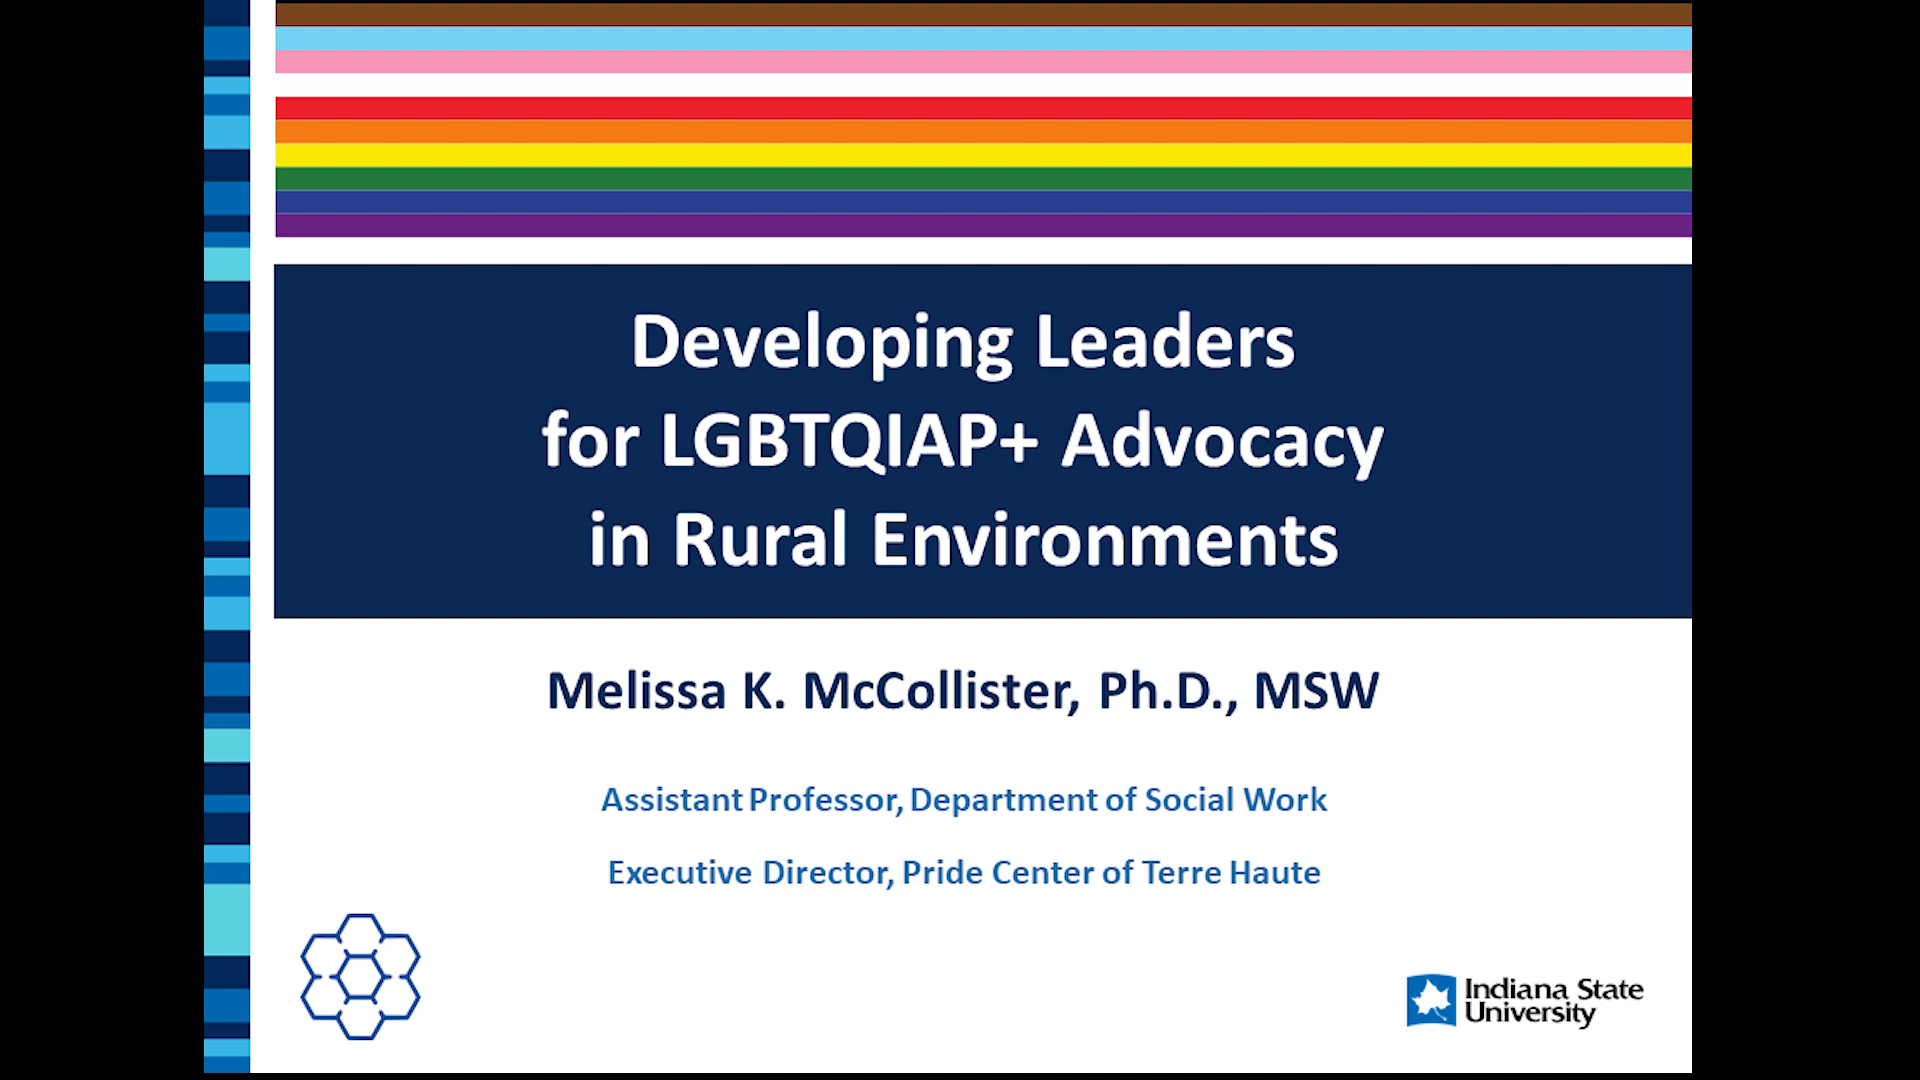 Developing Leaders
for LGBTQIAP+ Advocacy
in Rural Environments
Melissa K. McCollister, Ph.D., MSW
Assistant Professor, Department of Social Work
Executive Director, Pride Center of Terre Haute
Indiana State
University